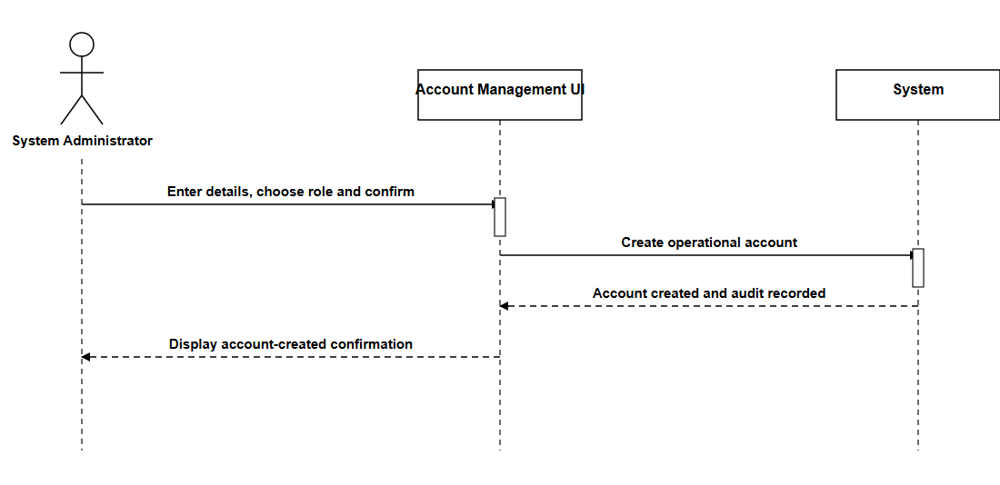 Account Management UI
System
System Administrator
Enter details, choose role and confirm
Create operational account
Account created and audit recorded
Display account-created confirmation